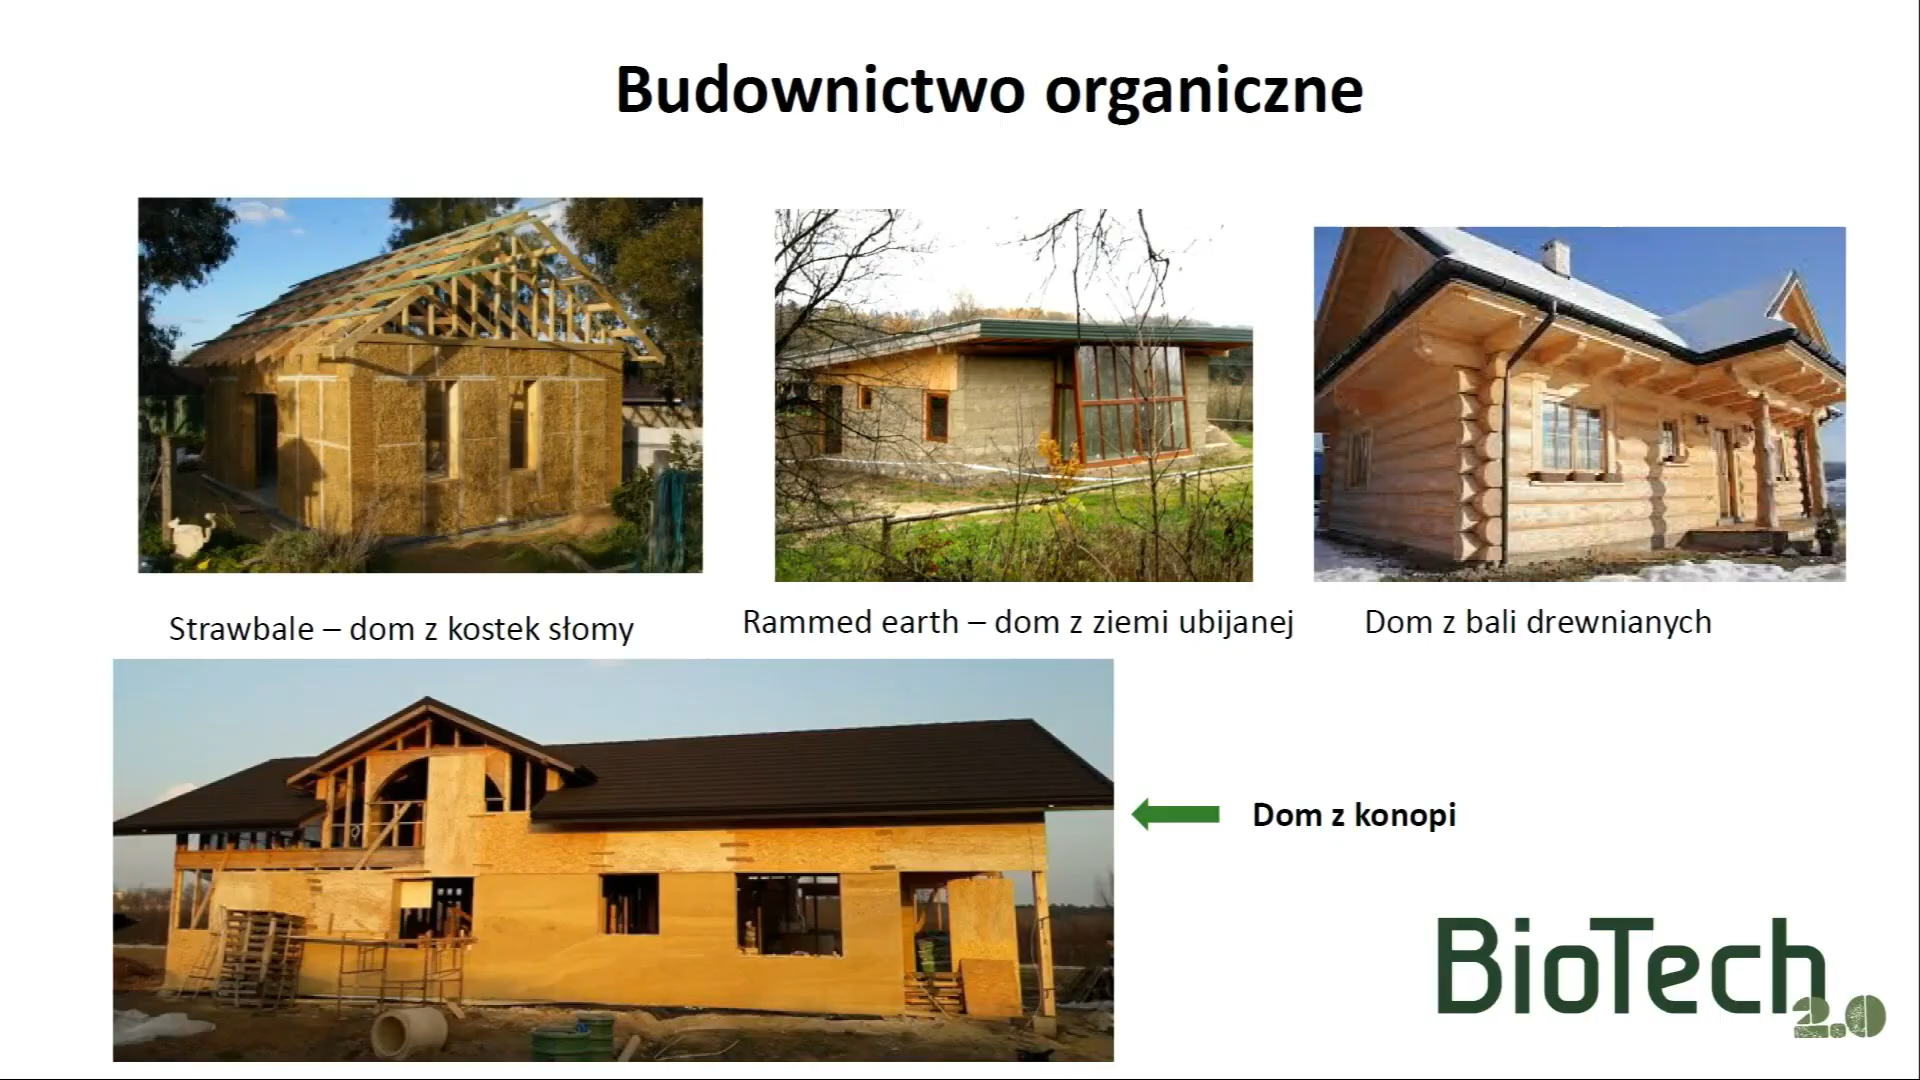 Budownictwo organiczne
Strawbale – dom z kostek słomy
Rammed earth – dom z ziemi ubijanej
Dom z bali drewnianych
Dom z konopi
BioTech
2.0